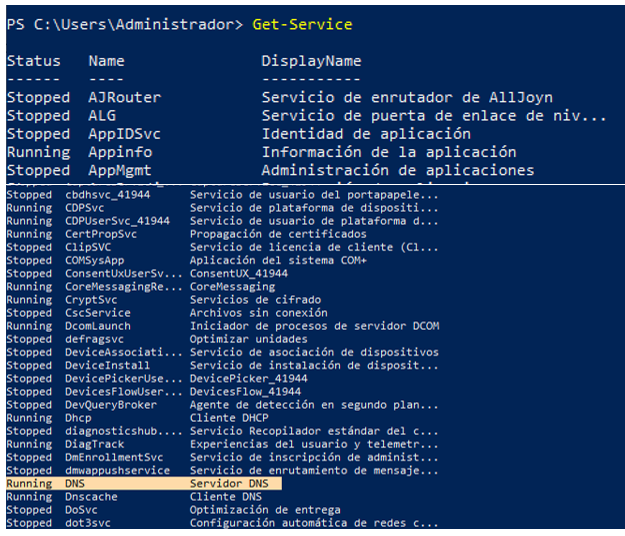 PS C:\Users\Administrador> Get-Service
Status Name DisplayName
------ ---- -----------
Stopped AJRouter Servicio de enrutador de AllJoyn
Stopped ALG Servicio de puerta de enlace de niv...
Stopped AppIDSvc Identidad de aplicación
Running Appinfo Información de la aplicación
Stopped AppMgmt Administración de aplicaciones
Stopped cbdhsvc_41944 Servicio de usuario del portapapele...
Running CDPSvc Servicio de plataforma de dispositi...
Running CDPUserSvc_41944 Servicio de usuario de plataforma d...
Running CertPropSvc Propagación de certificados
Stopped ClipSVC Servicio de licencia de cliente (Cl...
Stopped COMSysApp Aplicación del sistema COM+
Stopped ConsentUxUserSv... ConsentUX_41944
Running CoreMessagingRe... CoreMessaging
Running CryptSvc Servicios de cifrado
Stopped CscService Archivos sin conexión
Running DcomLaunch Iniciador de procesos de servidor DCOM
Stopped defragsvc Optimizar unidades
Stopped DeviceAssociati... Servicio de asociación de dispositivos
Stopped DeviceInstall Servicio de instalación de disposit...
Stopped DevicePickerUse... DevicePicker_41944
Stopped DevicesFlowUser... DevicesFlow_41944
Stopped DevQueryBroker Agente de detección en segundo plan...
Running Dhcp Cliente DHCP
Stopped diagnosticshub.... Servicio Recopilador estándar del c...
Running DiagTrack Experiencias del usuario y telemetr...
Stopped DmEnrollmentSvc Servicio de inscripción de administ...
Stopped dmwappushservice Servicio de enrutamiento de mensaje...
Running DNS Servidor DNS
Running Dnscache Cliente DNS
Stopped DoSvc Optimización de entrega
Stopped dot3svc Configuración automática de redes c...